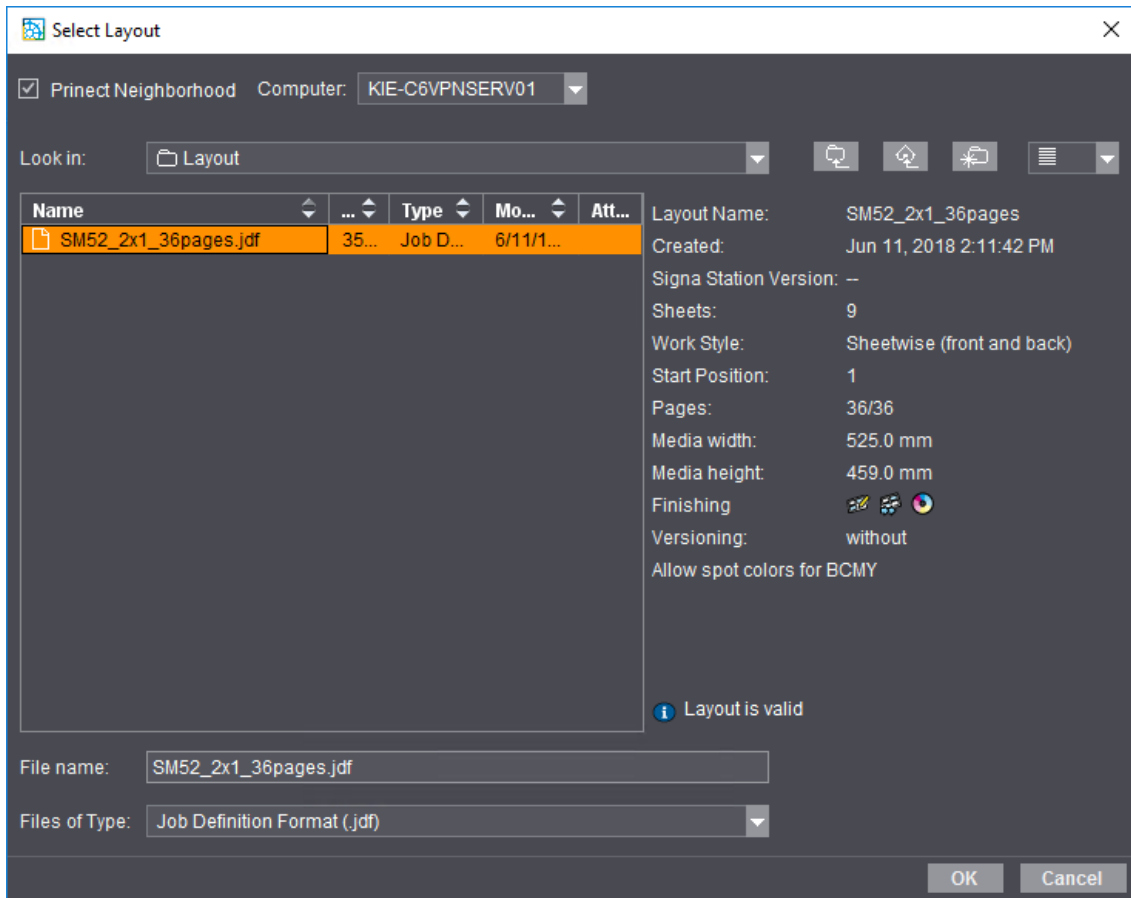 Select Layout
Prinect Neighborhood Computer: KIE-C6VPNSERV01
Look in: Layout
Name ... Type Mo... Att...
SM52_2x1_36pages.jdf 35... Job D... 6/11/1...
Layout Name: SM52_2x1_36pages
Created: Jun 11, 2018 2:11:42 PM
Signa Station Version: --
Sheets: 9
Work Style: Sheetwise (front and back)
Start Position: 1
Pages: 36/36
Media width: 525.0 mm
Media height: 459.0 mm
Finishing
Versioning: without
Allow spot colors for BCMY
Layout is valid
File name: SM52_2x1_36pages.jdf
Files of Type: Job Definition Format (.jdf)
OK Cancel